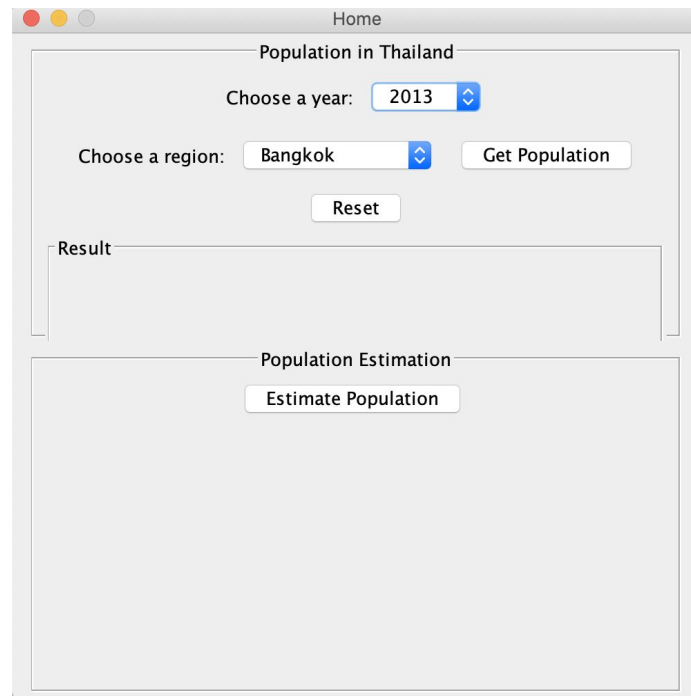 Home
Population in Thailand
Choose a year: 2013
Choose a region: Bangkok Get Population
Reset
Result
Population Estimation
Estimate Population